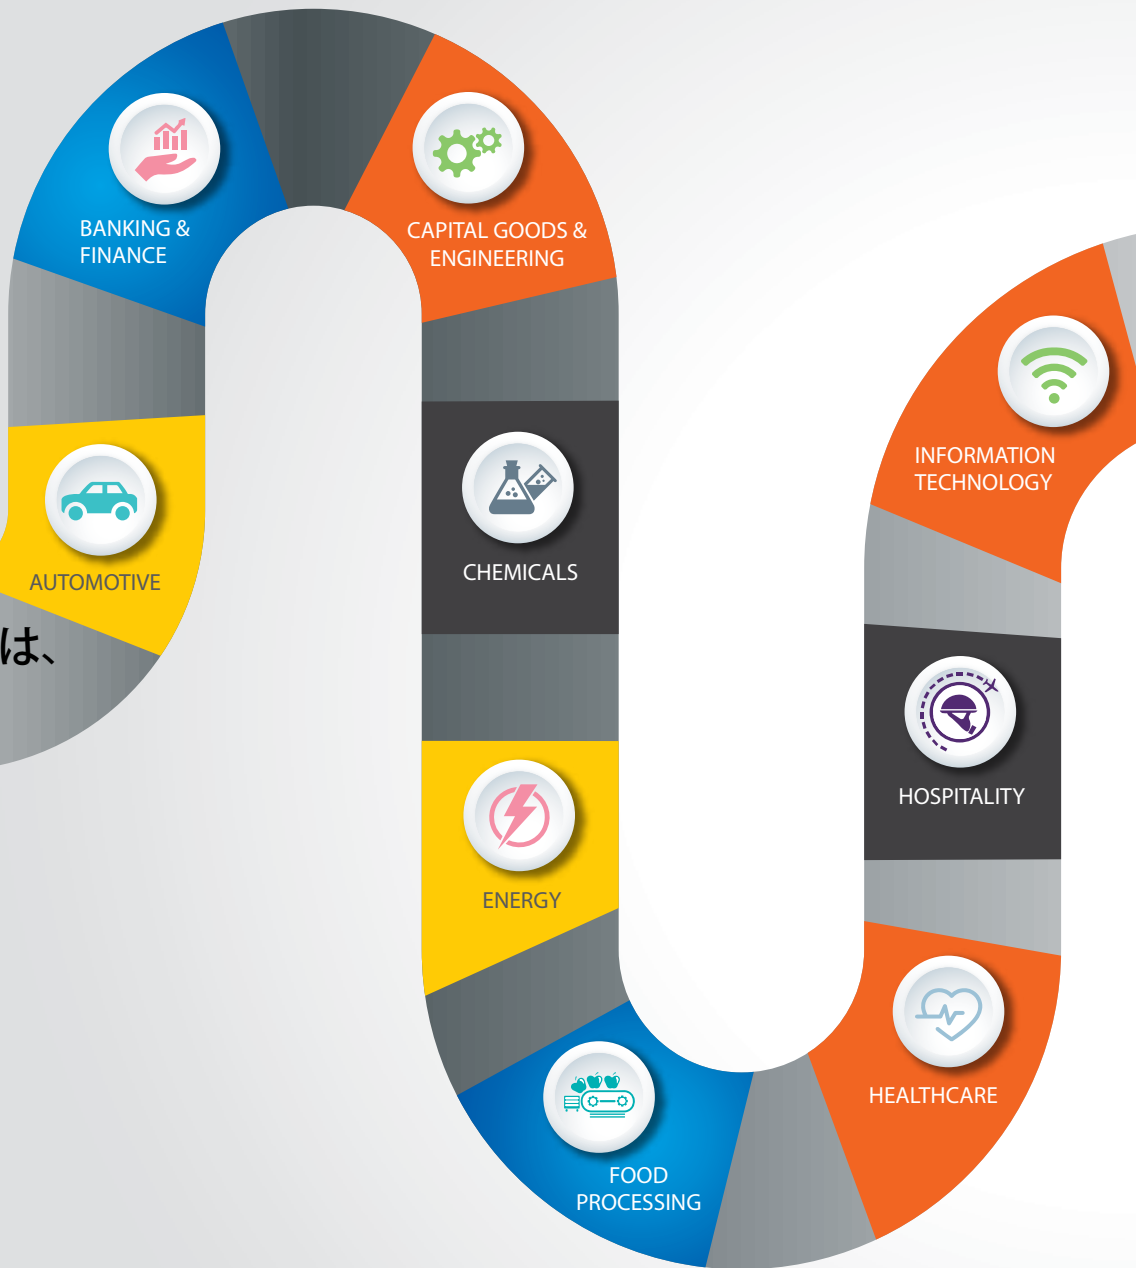 BANKING &
FINANCE
CAPITAL GOODS &
ENGINEERING
AUTOMOTIVE
は、
CHEMICALS
ENERGY
FOOD
PROCESSING
HEALTHCARE
HOSPITALITY
INFORMATION
TECHNOLOGY